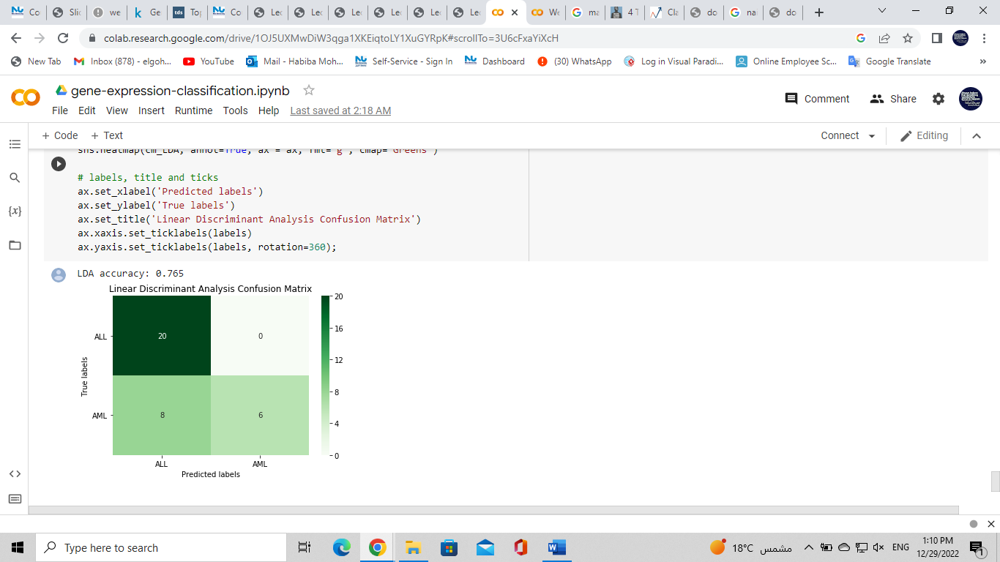 Co
Slic
we
Ge
tds
To
Co
Lec
Lec
Lec
Lec
Lec
Lec
We
ma
4 T
Cla
do
na
do
colab.research.google.com/drive/1OJ5UXMwDiW3qga1XKEiqtoLY1XuGYRpK#scrollTo=3U6cFxaYiXcH
New Tab
Inbox (878) - elgoh...
YouTube
Mail - Habiba Moh...
Self-Service - Sign In
Dashboard
(30) WhatsApp
Log in Visual Paradi...
Online Employee Sc...
Google Translate
»
gene-expression-classification.ipynb
Comment
Share
File Edit View Insert Runtime Tools Help Last saved at 2:18 AM
+ Code + Text
Connect
Editing
sns.heatmap(cm_LDA, annot=True, ax = ax, fmt='g', cmap='Greens')
# labels, title and ticks
ax.set_xlabel('Predicted labels')
ax.set_ylabel('True labels')
ax.set_title('Linear Discriminant Analysis Confusion Matrix')
ax.xaxis.set_ticklabels(labels)
ax.yaxis.set_ticklabels(labels, rotation=360);
{x}
LDA accuracy: 0.765
Linear Discriminant Analysis Confusion Matrix
20
16
12
8
4
0
ALL
20 0
True labels
AML
8 6
ALL AML
Predicted labels
Type here to search
18°C مشمس
ENG
1:10 PM
12/29/2022
1